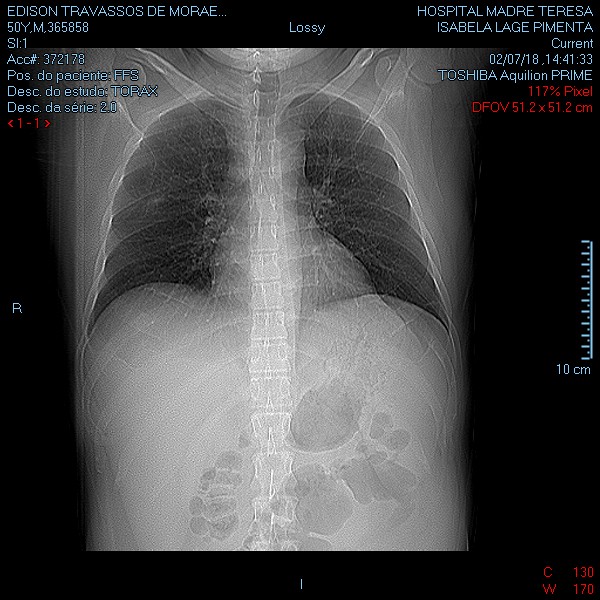 EDISON TRAVASSOS DE MORAE...
50Y,M,365858
SI:1
Acc#: 372178
Pos. do paciente: FFS
Desc. do estudo: TORAX
Desc. da série: 2.0
<1-1>
Lossy
HOSPITAL MADRE TERESA
ISABELA LAGE PIMENTA
Current
02/07/18 ,14:41:33
TOSHIBA Aquilion PRIME
117% Pixel
DFOV 51.2 x 51.2 cm
R
10 cm
I
C 130
W 170